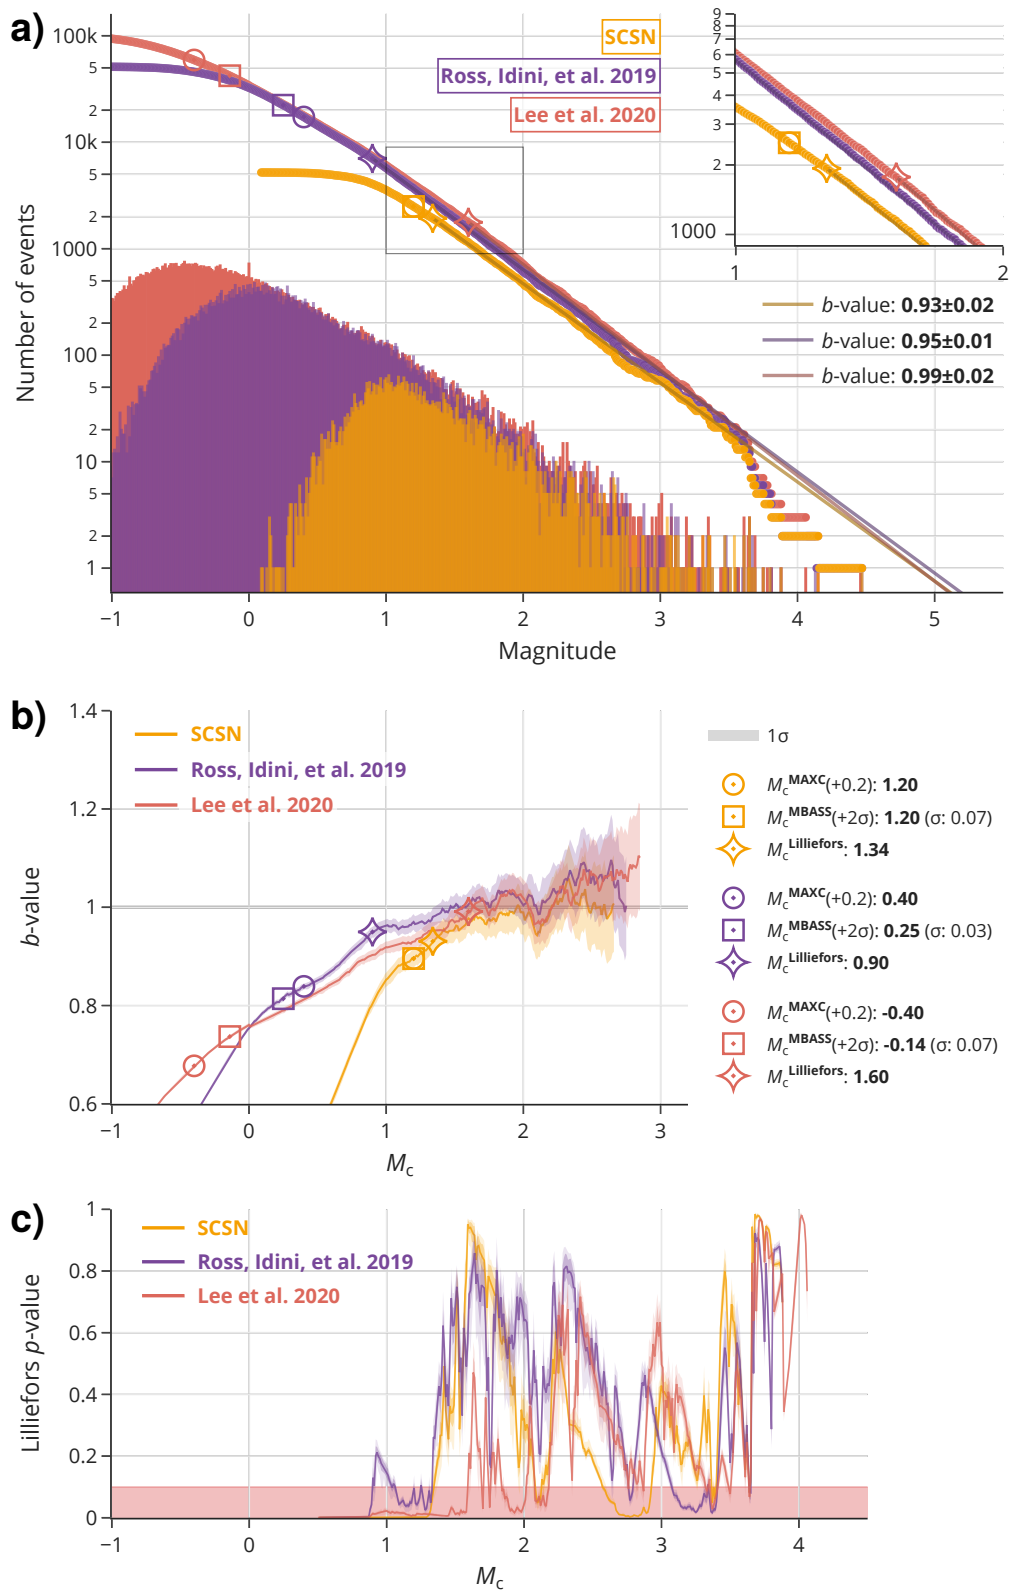 a)
SCSN
Ross, Idini, et al. 2019
Lee et al. 2020
Number of events
100k
5
2
10k
5
2
1000
5
2
100
5
2
10
5
2
1
−1
0
1
2
3
4
5
Magnitude
9
8
7
6
5
4
3
2
1000
1
2
b-value: 0.93±0.02
b-value: 0.95±0.01
b-value: 0.99±0.02
b)
SCSN
Ross, Idini, et al. 2019
Lee et al. 2020
b-value
1.4
1.2
1
0.8
0.6
−1
0
1
2
3
Mc
1σ
McMAXC(+0.2): 1.20
McMBASS(+2σ): 1.20 (σ: 0.07)
McLilliefors: 1.34
McMAXC(+0.2): 0.40
McMBASS(+2σ): 0.25 (σ: 0.03)
McLilliefors: 0.90
McMAXC(+0.2): -0.40
McMBASS(+2σ): -0.14 (σ: 0.07)
McLilliefors: 1.60
c)
SCSN
Ross, Idini, et al. 2019
Lee et al. 2020
Lilliefors p-value
1
0.8
0.6
0.4
0.2
0
−1
0
1
2
3
4
Mc